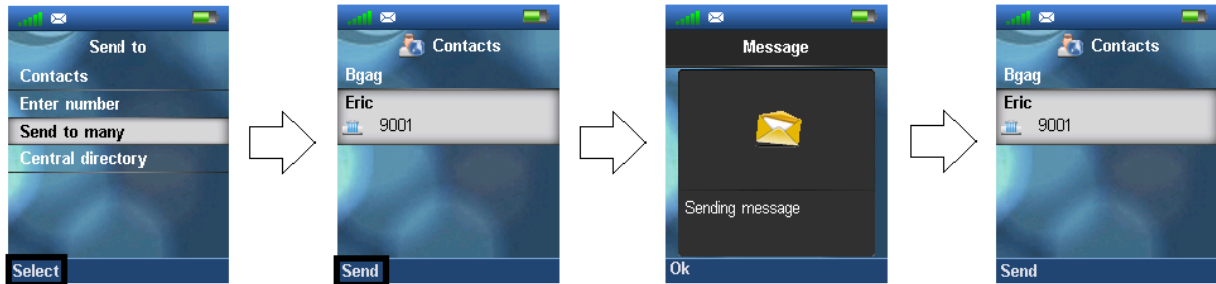 Send to
Contacts
Enter number
Send to many
Central directory
Select
Contacts
Bgag
Eric
9001
Send
Message
Sending message
Ok
Contacts
Bgag
Eric
9001
Send